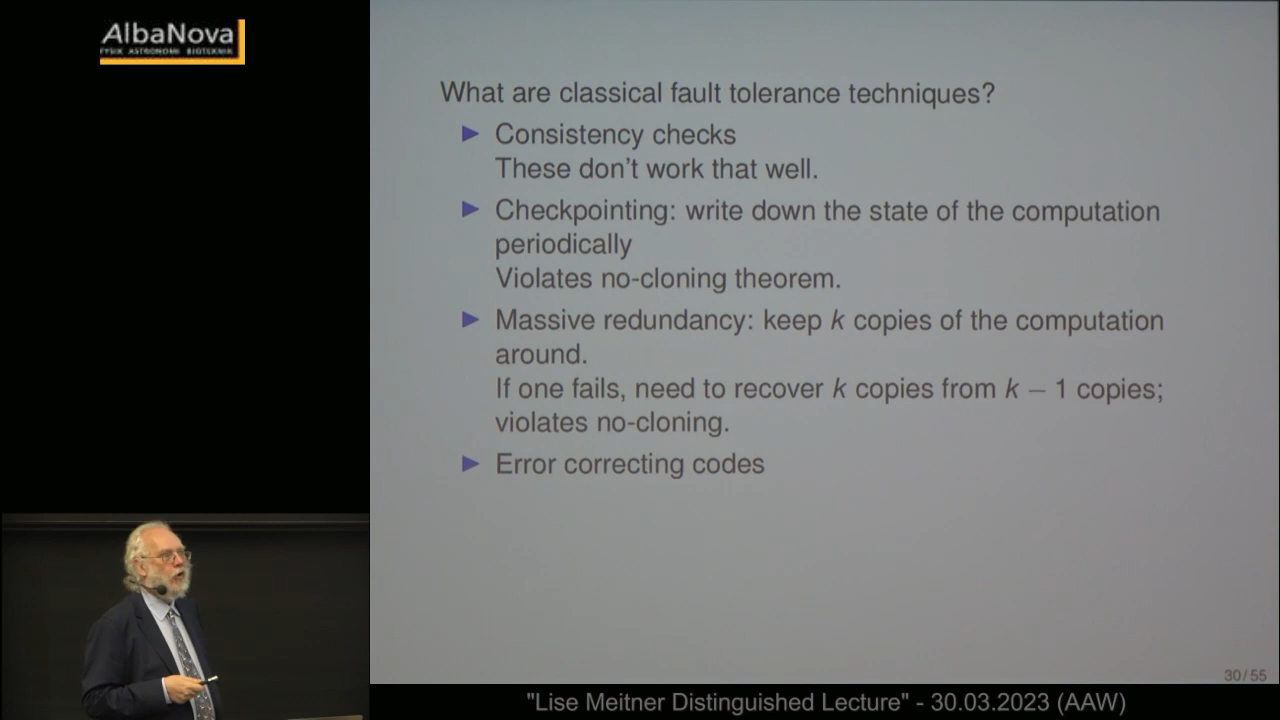 AlbaNova
FYSIK ASTRONOMI BIOTEKNIK
What are classical fault tolerance techniques?
Consistency checks
These don't work that well.
Checkpointing: write down the state of the computation
periodically
Violates no-cloning theorem.
Massive redundancy: keep k copies of the computation
around.
If one fails, need to recover k copies from k − 1 copies;
violates no-cloning.
Error correcting codes
30/55
"Lise Meitner Distinguished Lecture" - 30.03.2023 (AAW)